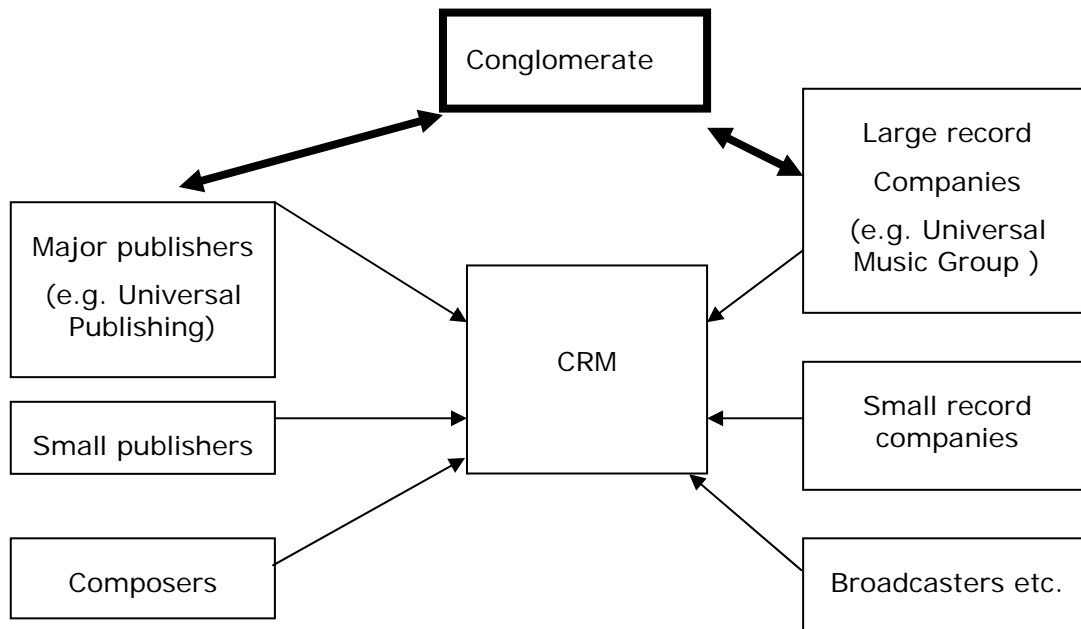 Conglomerate
Large record
Companies
(e.g. Universal
Music Group )
Major publishers
(e.g. Universal
Publishing)
CRM
Small publishers
Small record
companies
Composers
Broadcasters etc.